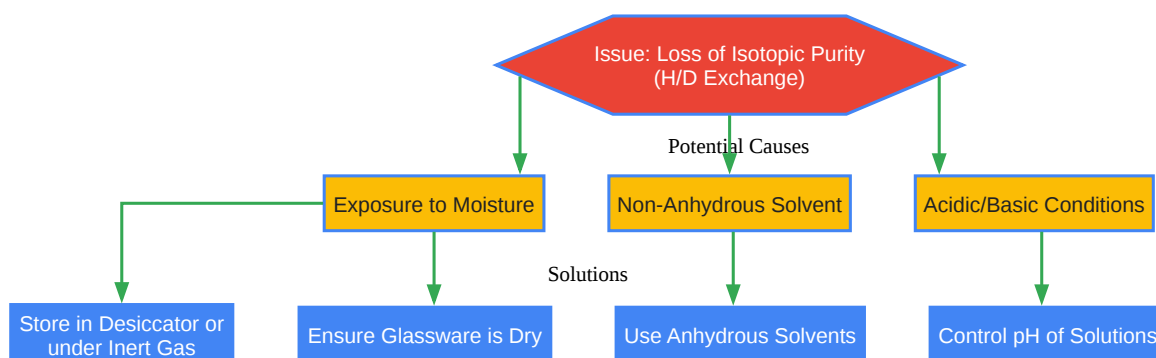 Issue: Loss of Isotopic Purity
(H/D Exchange)
Potential Causes
Exposure to Moisture
Non-Anhydrous Solvent
Acidic/Basic Conditions
Solutions
Store in Desiccator or
under Inert Gas
Ensure Glassware is Dry
Use Anhydrous Solvents
Control pH of Solutions